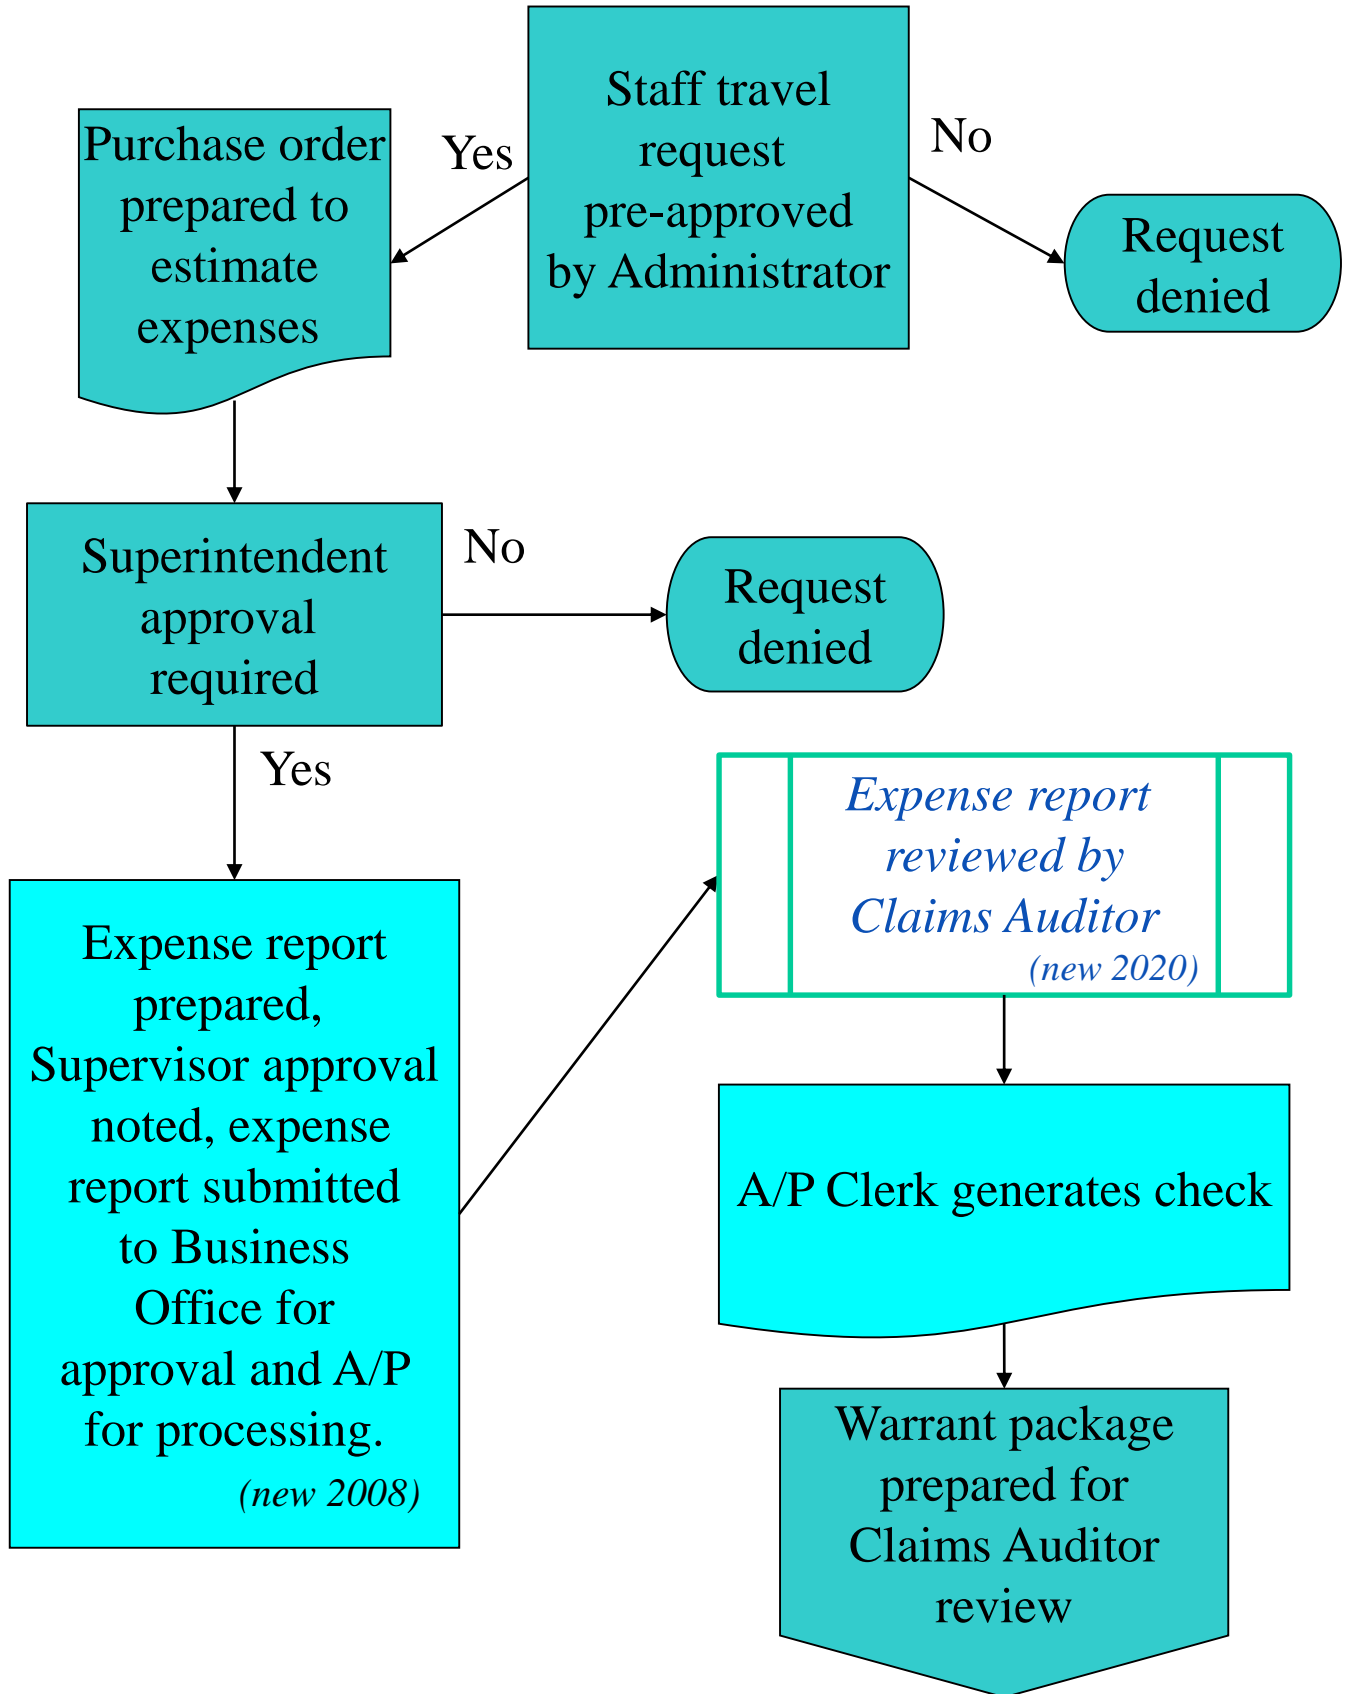 Staff travel
request
pre-approved
by Administrator
Yes
No
Purchase order
prepared to
estimate
expenses
Request
denied
Superintendent
approval
required
No
Request
denied
Yes
Expense report
prepared,
Supervisor approval
noted, expense
report submitted
to Business
Office for
approval and A/P
for processing.
(new 2008)
Expense report
reviewed by
Claims Auditor
(new 2020)
A/P Clerk generates check
Warrant package
prepared for
Claims Auditor
review